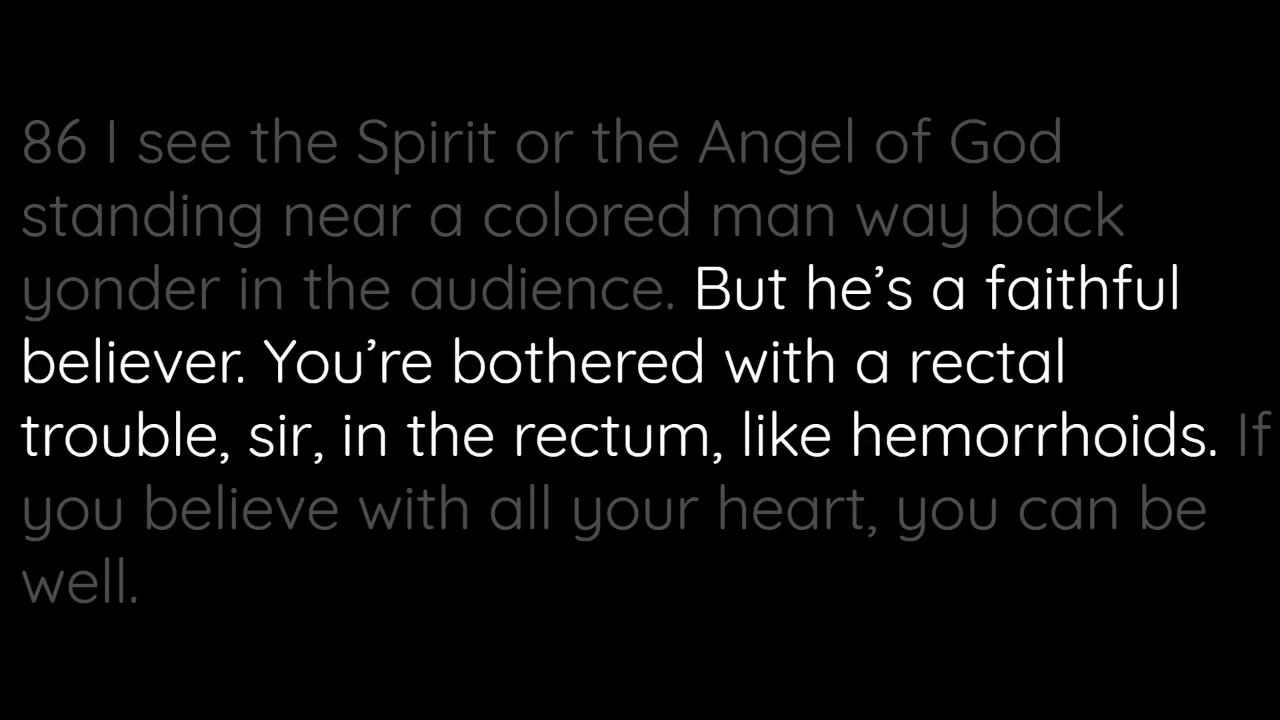 86 I see the Spirit or the Angel of God
standing near a colored man way back
yonder in the audience. But he’s a faithful
believer. You’re bothered with a rectal
trouble, sir, in the rectum, like hemorrhoids. If
you believe with all your heart, you can be
well.